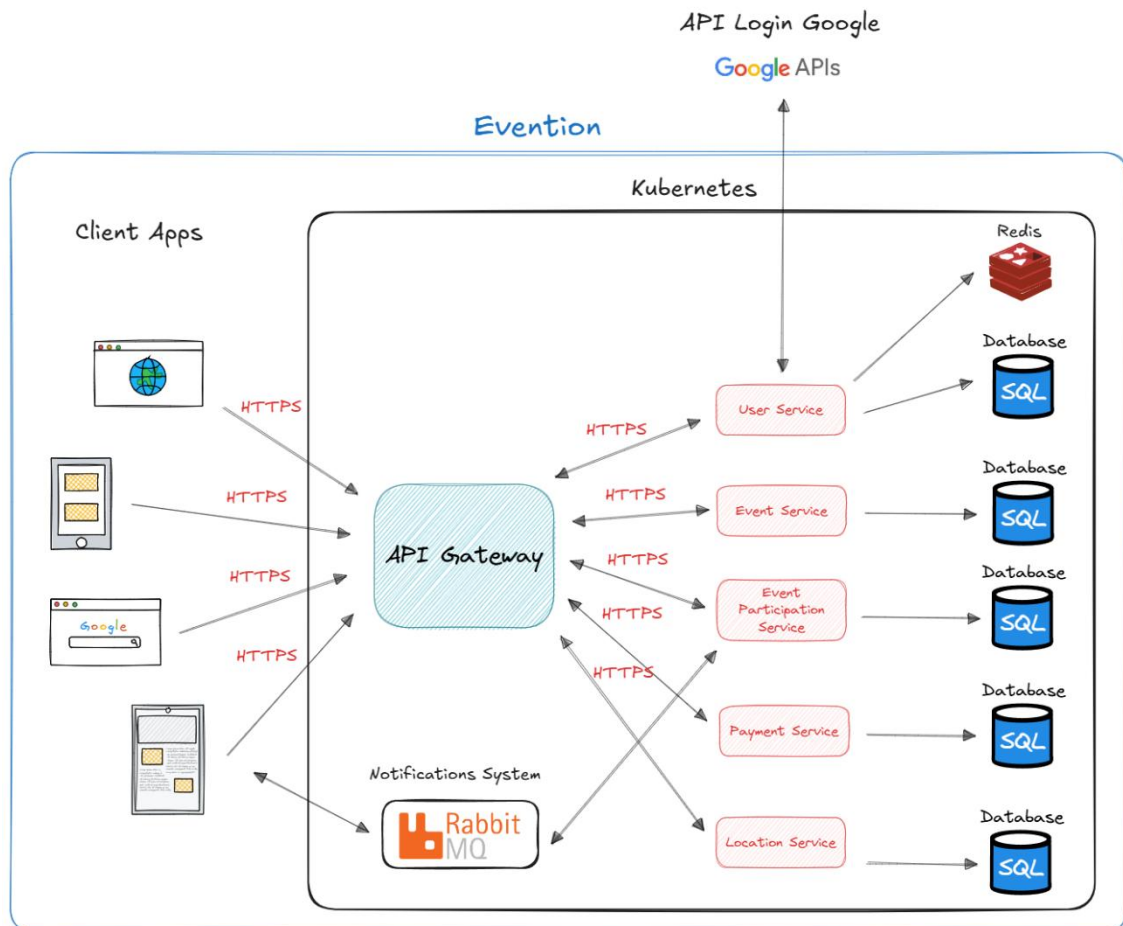 API Login Google
Google APIs
Evention
Kubernetes
Client Apps
Redis
Database
SQL
HTTPS
User Service
HTTPS
HTTPS
HTTPS
Event Service
Database
SQL
API Gateway
HTTPS
HTTPS
Event
Participation
Service
Database
SQL
Google
HTTPS
HTTPS
HTTPS
Payment Service
Database
SQL
Notifications System
Rabbit
MQ
Location Service
Database
SQL